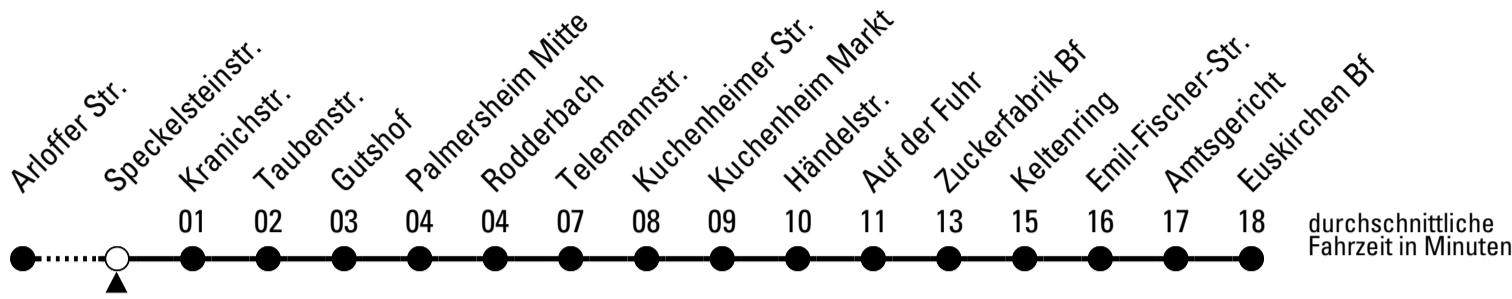 Arloffer Str.
Speckelsteinstr.
Kranichstr.
Taubenstr.
Gutshof
Palmersheim Mitte
Rodderbach
Telemannstr.
Kuchenheimer Str.
Kuchenheim Markt
Händelstr.
Auf der Fuhr
Zuckerfabrik Bf
Keltenring
Emil-Fischer-Str.
Amtsgericht
Euskirchen Bf
01 02 03 04 04 07 08 09 10 11 13 15 16 17 18
durchschnittliche
Fahrzeit in Minuten